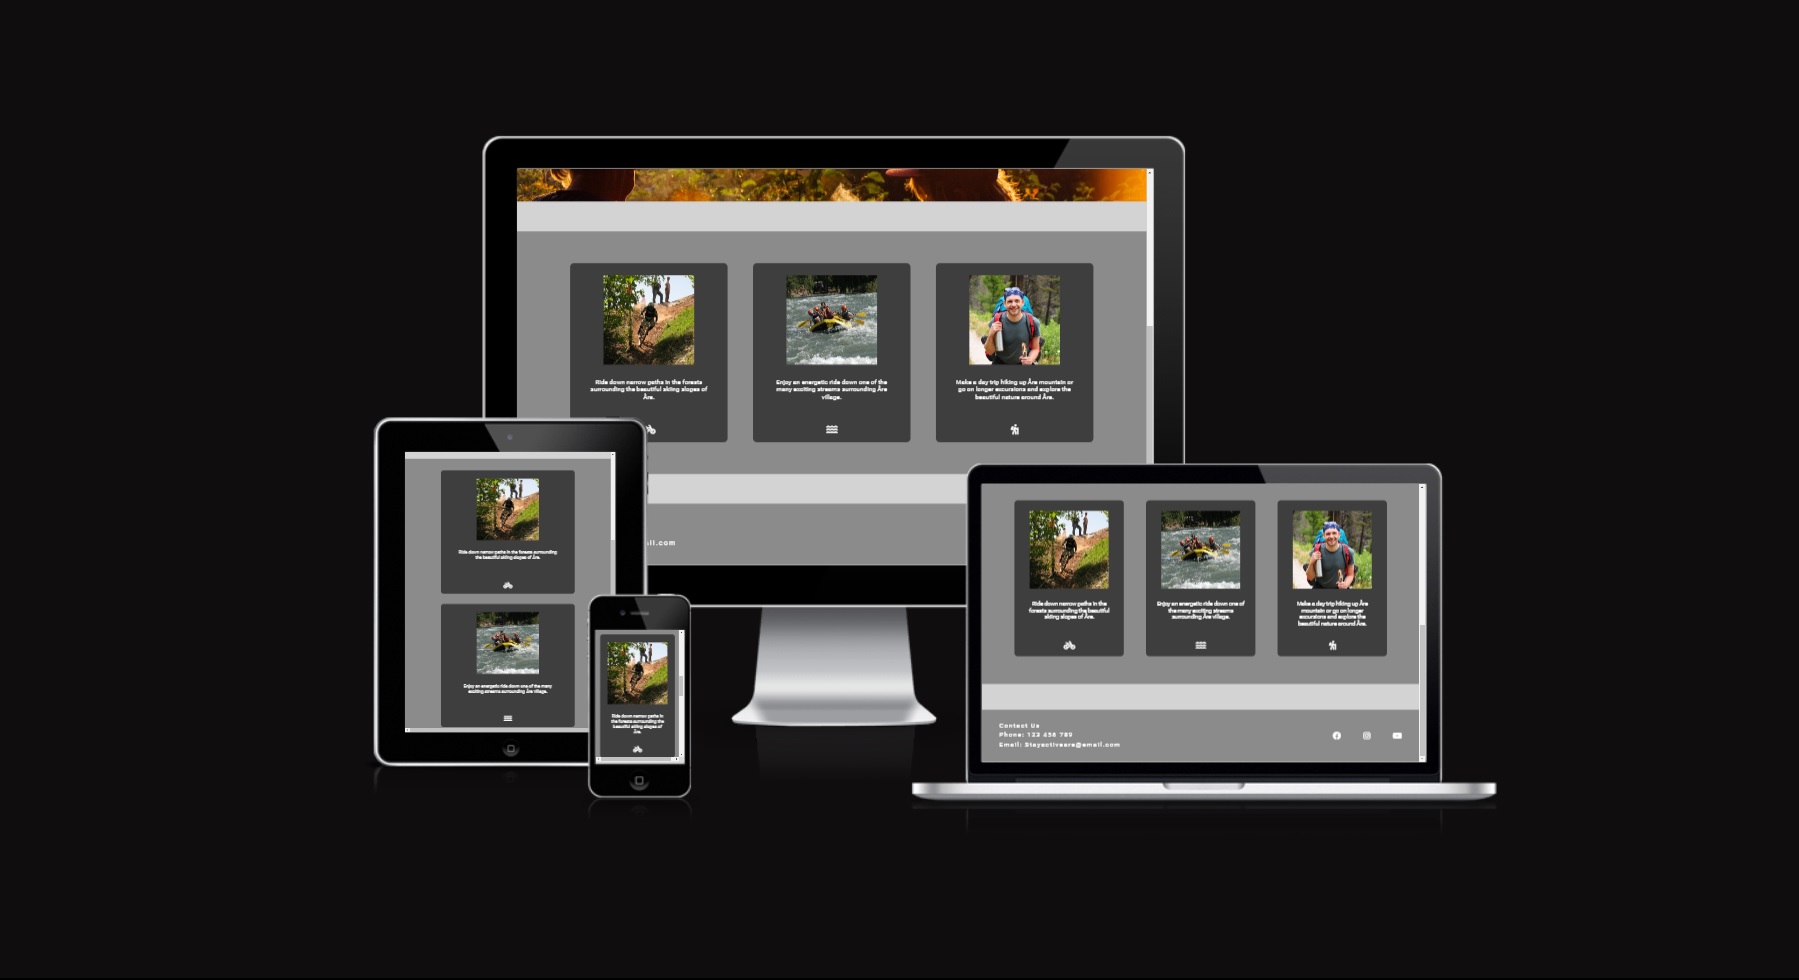 Ride down narrow paths in the forests
surrounding the beautiful skiing slopes of
Åre.
Enjoy an energetic ride down one of the
many exciting streams surrounding Åre
village.
Make a day trip hiking up Åre mountain or
go on longer excursions and explore the
beautiful nature around Åre.
ail.com
Ride down narrow paths in the forests surrounding
the beautiful skiing slopes of Åre.
Enjoy an energetic ride down one of the many
exciting streams surrounding Åre village.
Ride down narrow paths in
the forests surrounding the
beautiful skiing slopes of
Åre.
Ride down narrow paths in the
forests surrounding the beautiful
skiing slopes of Åre.
Enjoy an energetic ride down one of
the many exciting streams
surrounding Åre village.
Make a day trip hiking up Åre
mountain or go on longer
excursions and explore the
beautiful nature around Åre.
Contact Us
Phone: 123 456 789
Email: Stayactiveare@email.com